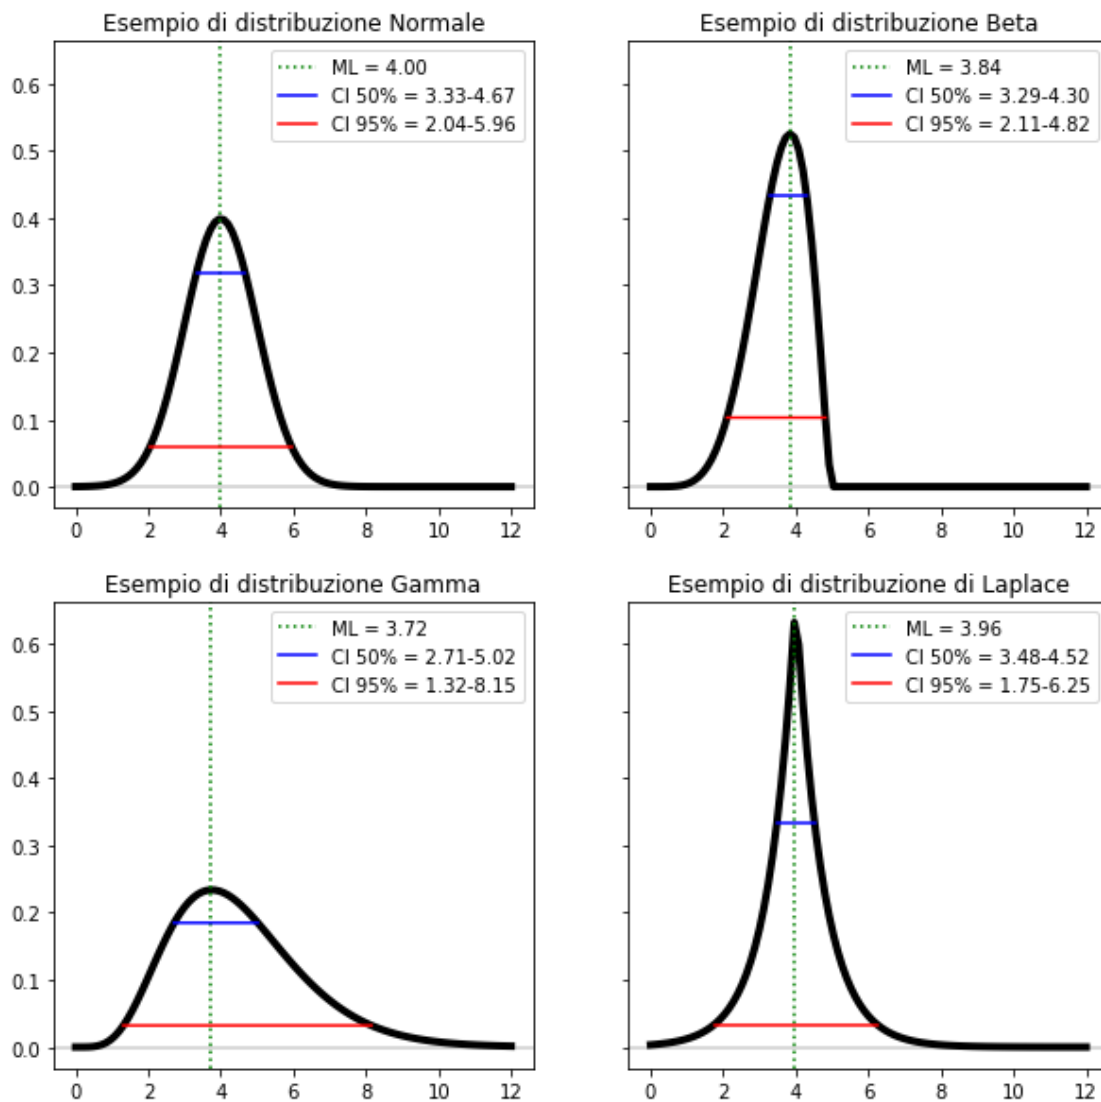 Esempio di distribuzione Normale
ML = 4.00
CI 50% = 3.33-4.67
CI 95% = 2.04-5.96
0.6
0.5
0.4
0.3
0.2
0.1
0.0
0 2 4 6 8 10 12
Esempio di distribuzione Beta
ML = 3.84
CI 50% = 3.29-4.30
CI 95% = 2.11-4.82
0 2 4 6 8 10 12
Esempio di distribuzione Gamma
ML = 3.72
CI 50% = 2.71-5.02
CI 95% = 1.32-8.15
0.6
0.5
0.4
0.3
0.2
0.1
0.0
0 2 4 6 8 10 12
Esempio di distribuzione di Laplace
ML = 3.96
CI 50% = 3.48-4.52
CI 95% = 1.75-6.25
0 2 4 6 8 10 12